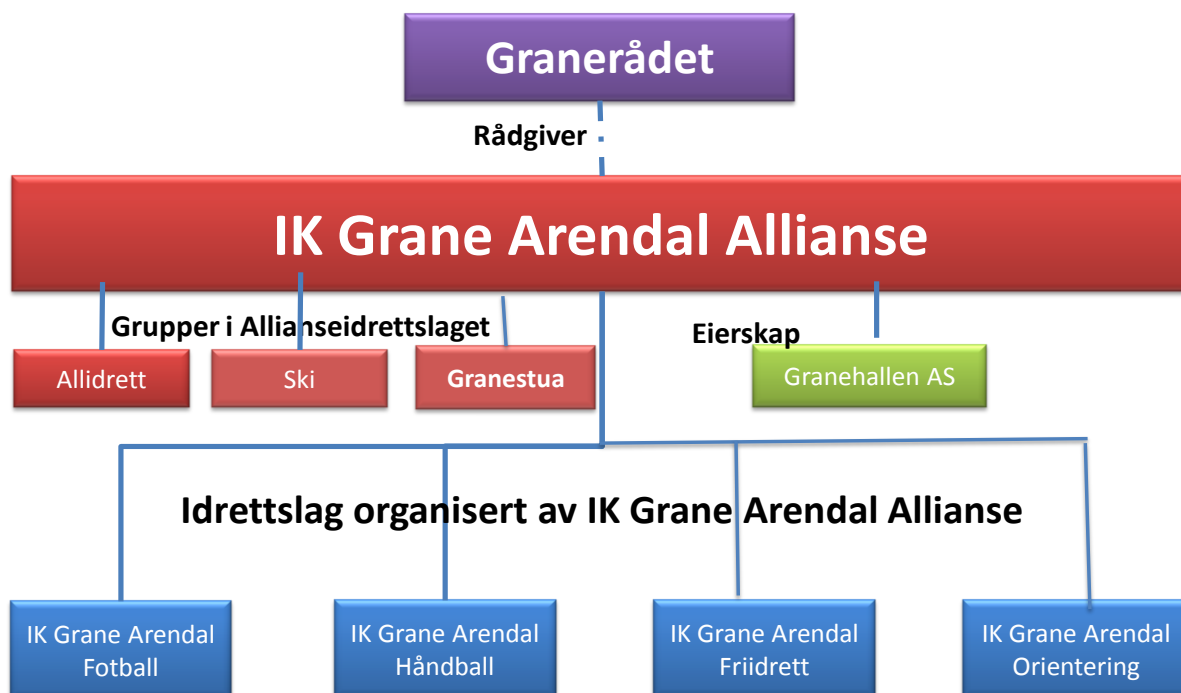 Granerådet
Rådgiver
IK Grane Arendal Allianse
Grupper i Allianseidrettslaget
Eierskap
Allidrett
Ski
Granestua
Granehallen AS
Idrettslag organisert av IK Grane Arendal Allianse
IK Grane Arendal
Fotball
IK Grane Arendal
Håndball
IK Grane Arendal
Friidrett
IK Grane Arendal
Orientering